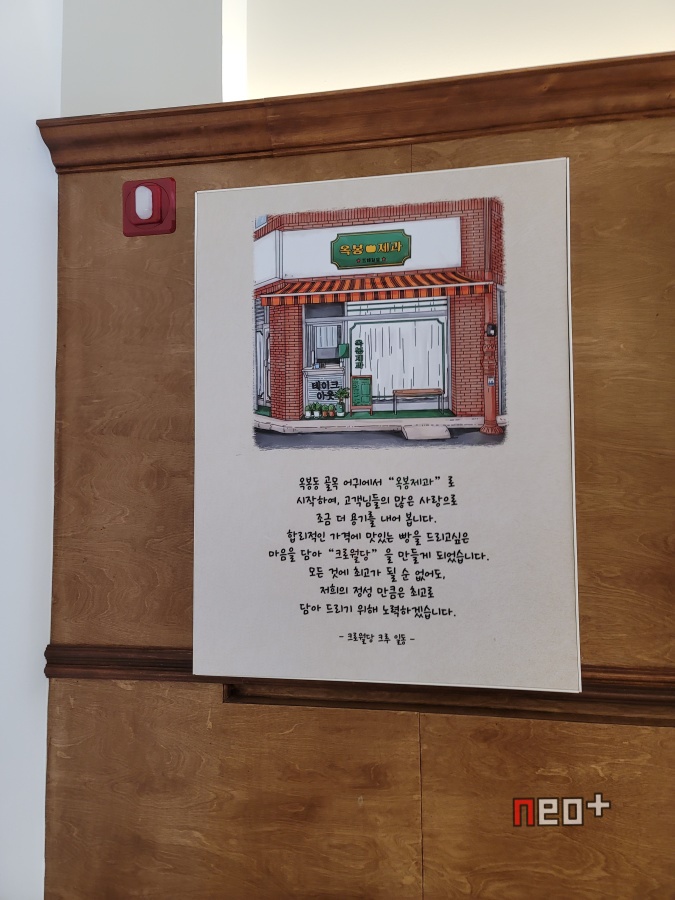 옥봉 제과
옥봉제과
테이크
아웃
옥봉동 골목 어귀에서 "옥봉제과" 로
시작하여, 고객님들의 많은 사랑으로
조금 더 용기를 내어 봅니다.
합리적인 가격에 맛있는 빵을 드리고싶은
마음을 담아 "크로월당" 을 만들게 되었습니다.
모든 것에 최고가 될 순 없어도,
저희의 정성 만큼은 최고로
담아 드리기 위해 노력하겠습니다.
- 크로월당 크루 일동 -
neo+